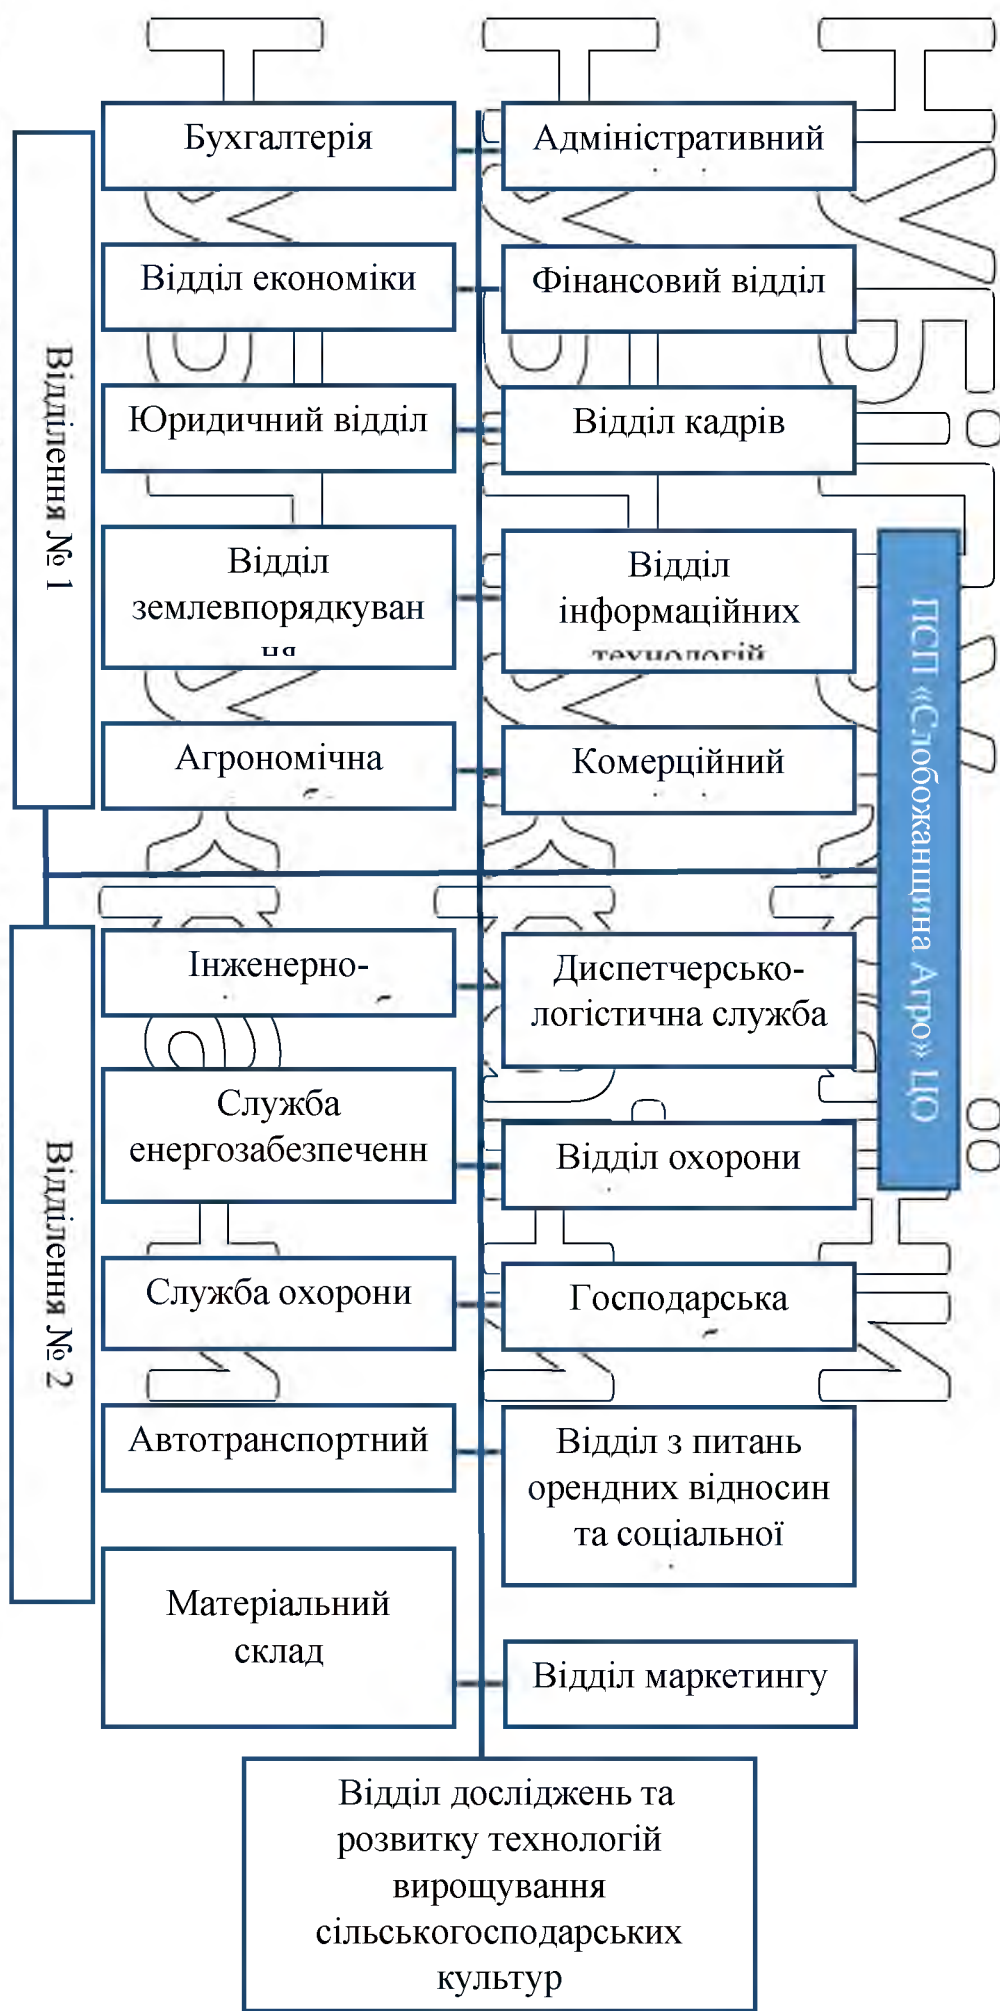 ПСП «Слобожанщина Агро» ЦО
Відділення № 1
Відділення № 2
Бухгалтерія
Адміністративний
Відділ економіки
Фінансовий відділ
Юридичний відділ
Відділ кадрів
Відділ
землевпорядкуван
ня
Відділ
інформаційних
технологій
Агрономічна
Комерційний
Інженерно-
Диспетчерсько-
логістична служба
Служба
енергозабезпеченн
Відділ охорони
Служба охорони
Господарська
Автотранспортний
Відділ з питань
орендних відносин
та соціальної
Матеріальний
склад
Відділ маркетингу
Відділ досліджень та
розвитку технологій
вирощування
сільськогосподарських
культур